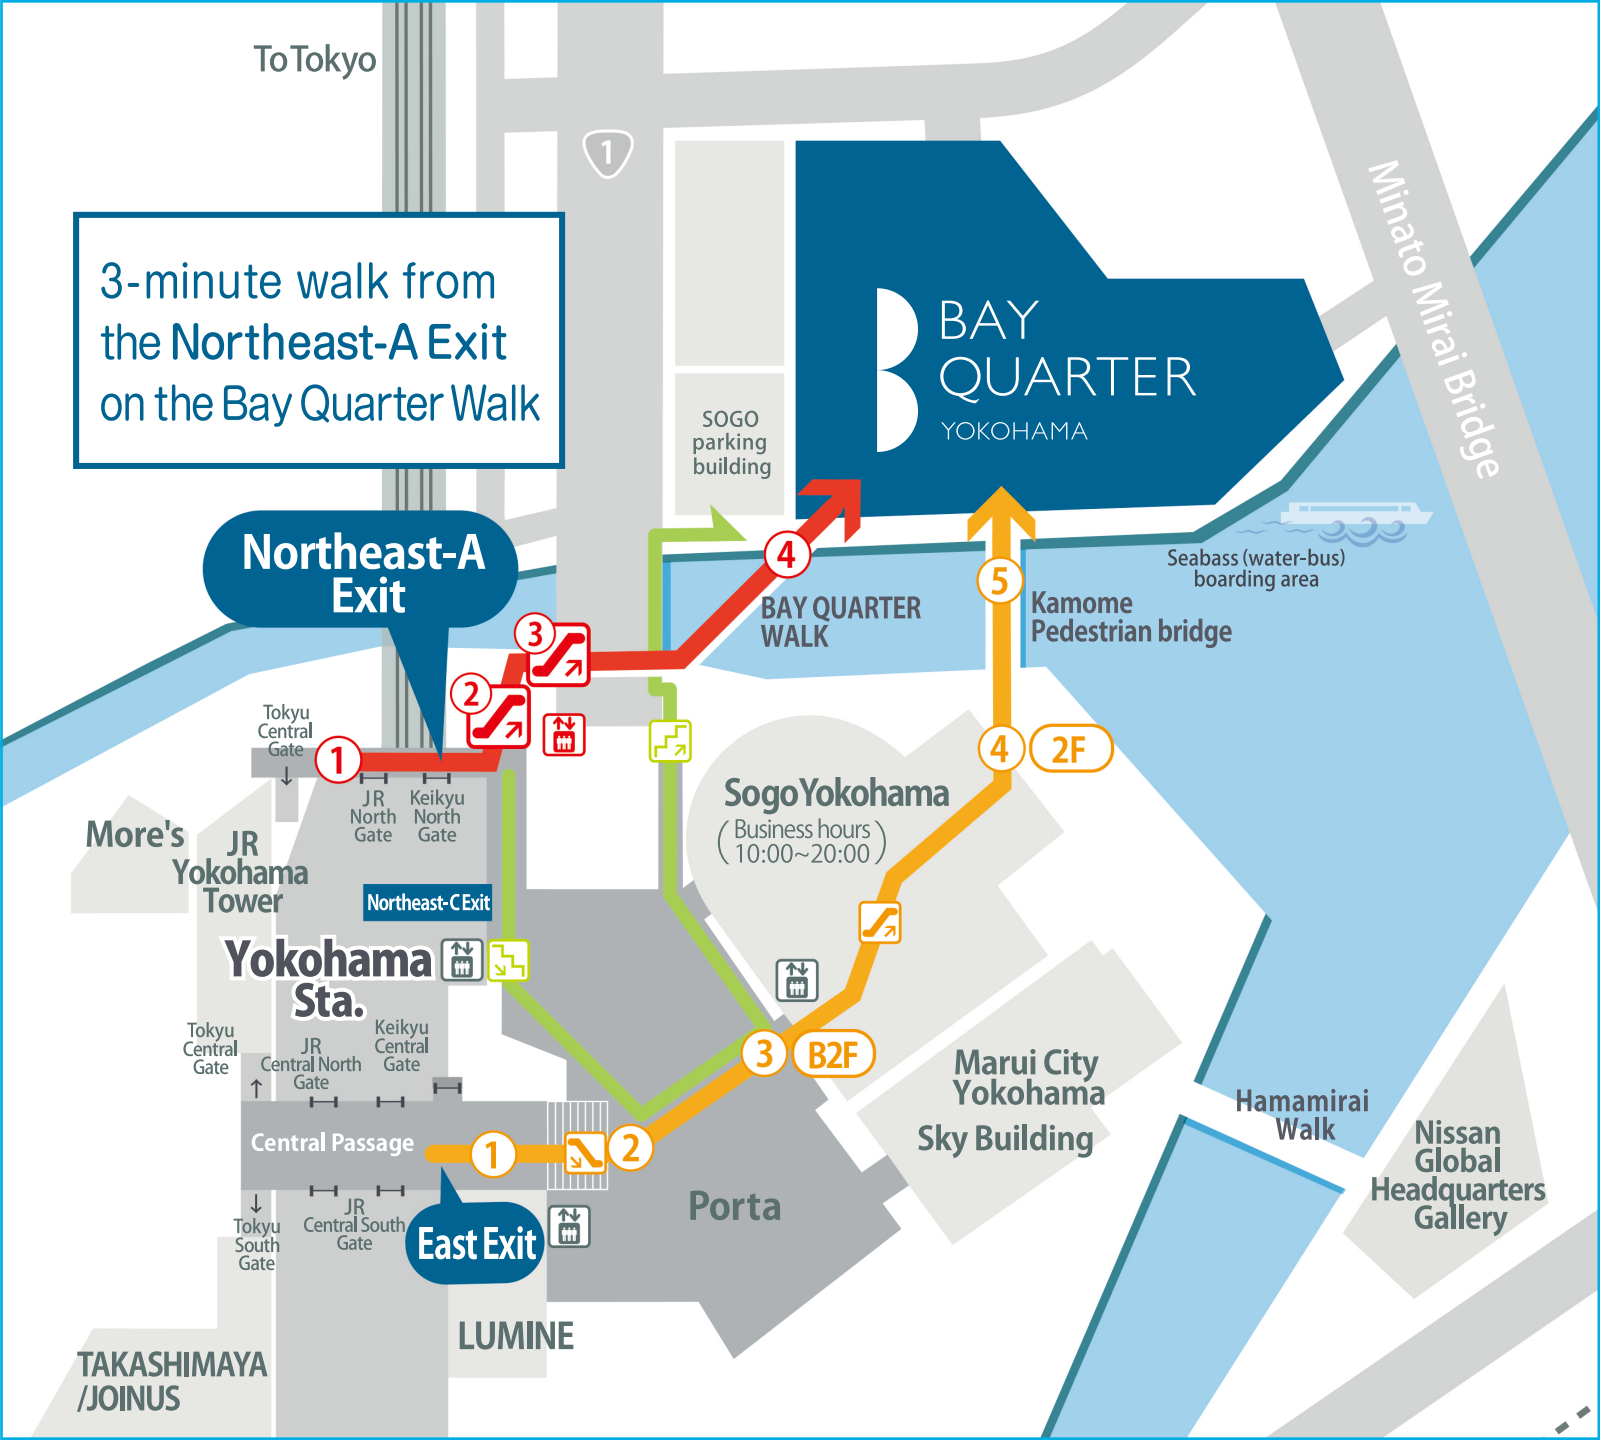 To Tokyo
1
Minato Mirai Bridge
3-minute walk from
the Northeast-A Exit
on the Bay Quarter Walk
BAY
QUARTER
YOKOHAMA
SOGO
parking
building
Northeast-A
Exit
4
5
Seabass (water-bus)
boarding area
BAY QUARTER
WALK
Kamome
Pedestrian bridge
3
2
Tokyu
Central
Gate
1
4
2F
JR
North
Gate
Keikyu
North
Gate
Sogo Yokohama
(Business hours
10:00~20:00)
More's
JR
Yokohama
Tower
Northeast-C Exit
Yokohama
Sta.
Tokyu
Central
Gate
JR
Central North
Gate
Keikyu
Central
Gate
3
B2F
Marui City
Yokohama
Sky Building
Hamamirai
Walk
Nissan
Global
Headquarters
Gallery
Central Passage
1
2
Porta
Tokyu
South
Gate
JR
Central South
Gate
East Exit
LUMINE
TAKASHIMAYA
/JOINUS